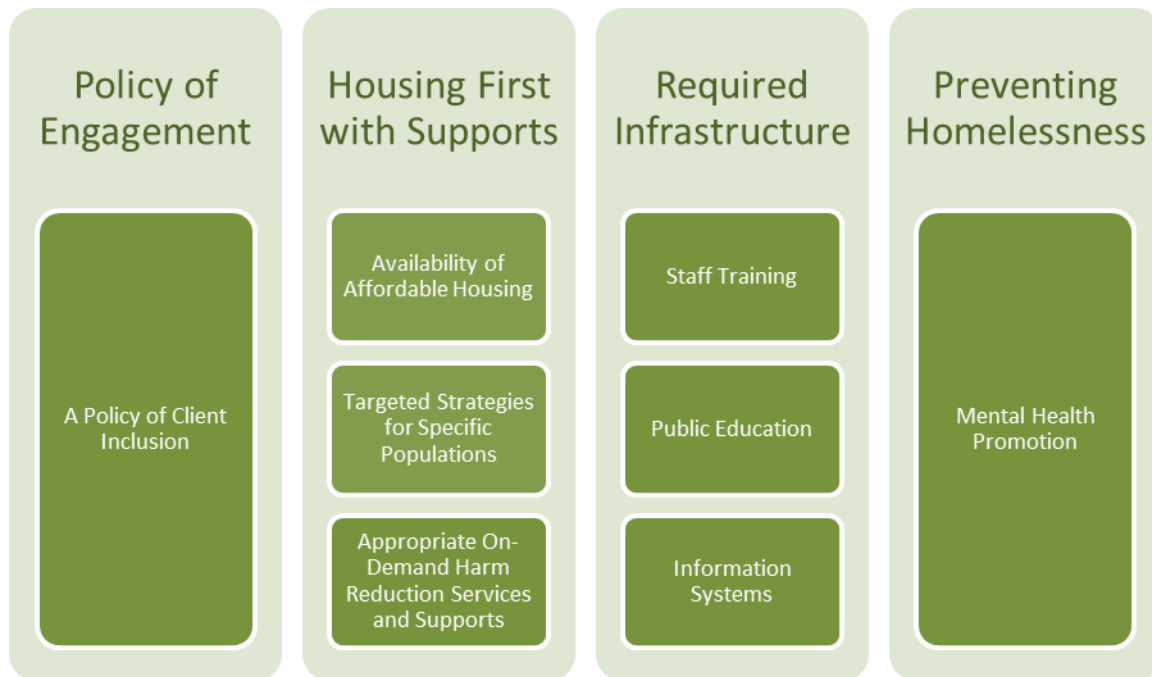 Policy of
Engagement
A Policy of Client
Inclusion
Housing First
with Supports
Availability of
Affordable Housing
Targeted Strategies
for Specific
Populations
Appropriate On-
Demand Harm
Reduction Services
and Supports
Required
Infrastructure
Staff Training
Public Education
Information
Systems
Preventing
Homelessness
Mental Health
Promotion